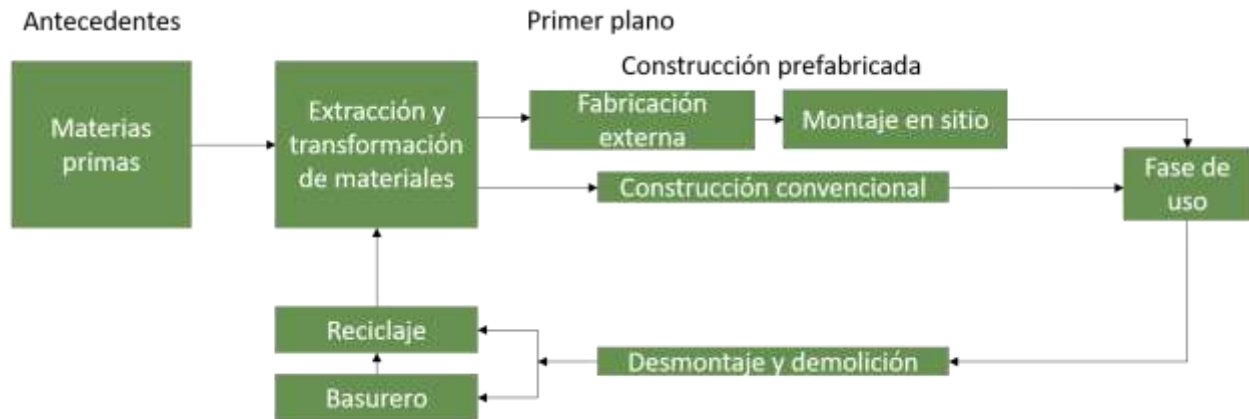 Antecedentes
Primer plano
Construcción prefabricada
Materias
primas
Extracción y
transformación
de materiales
Fabricación
externa
Montaje en sitio
Construcción convencional
Fase de
uso
Reciclaje
Desmontaje y demolición
Basurero